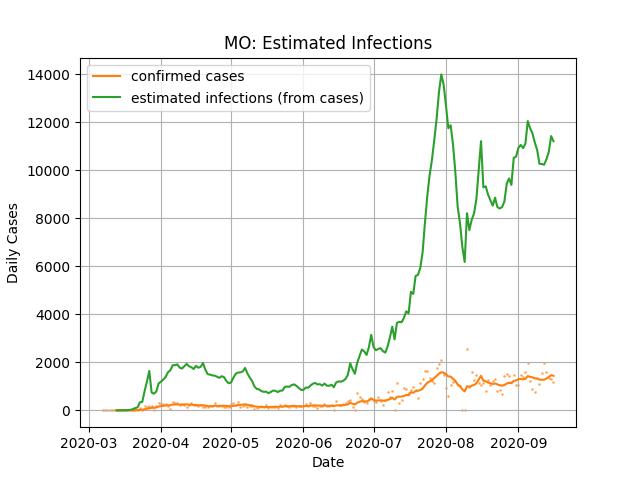 MO: Estimated Infections
confirmed cases
estimated infections (from cases)
14000
12000
10000
8000
6000
4000
2000
0
Daily Cases
2020-03 2020-04 2020-05 2020-06 2020-07 2020-08 2020-09
Date